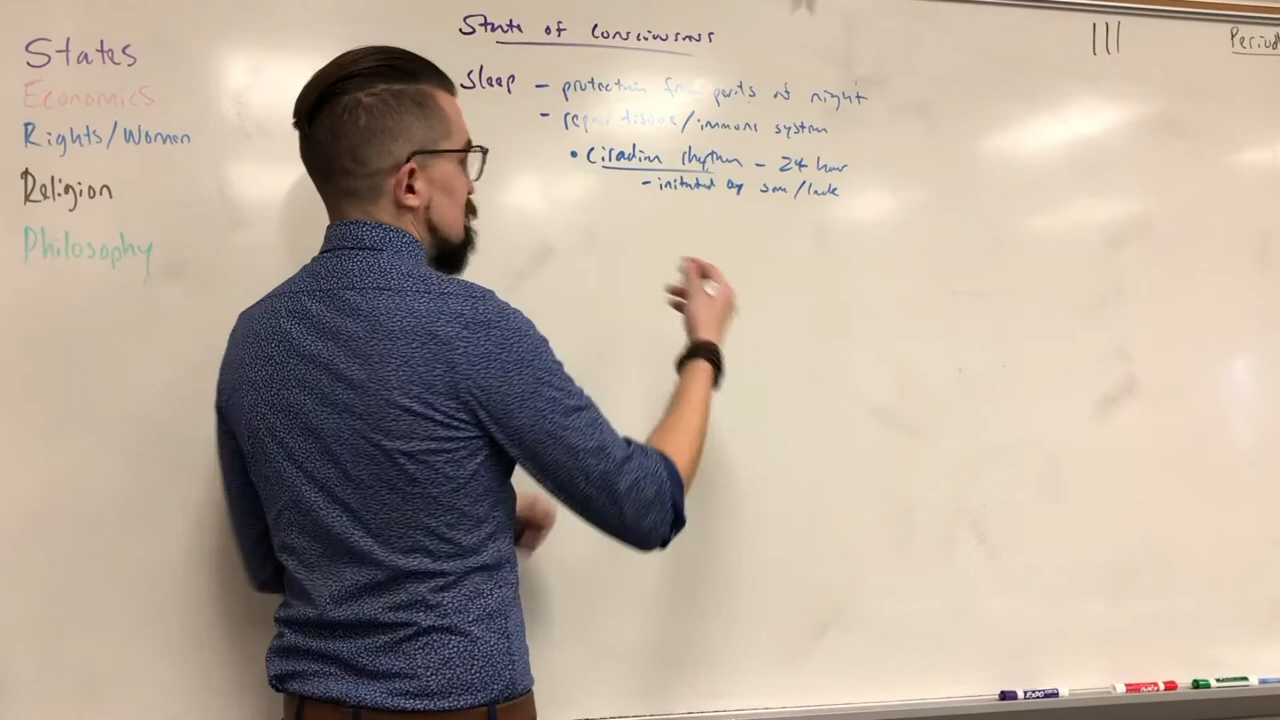 States
Economics
Rights/Women
Religion
Philosophy
State of Consciousness
Sleep - protection from perils of night
- repair tissue/immune system
• Ciradian rhythm - 24 hour
- initiated by sun/lack
|||
Period
EXPO